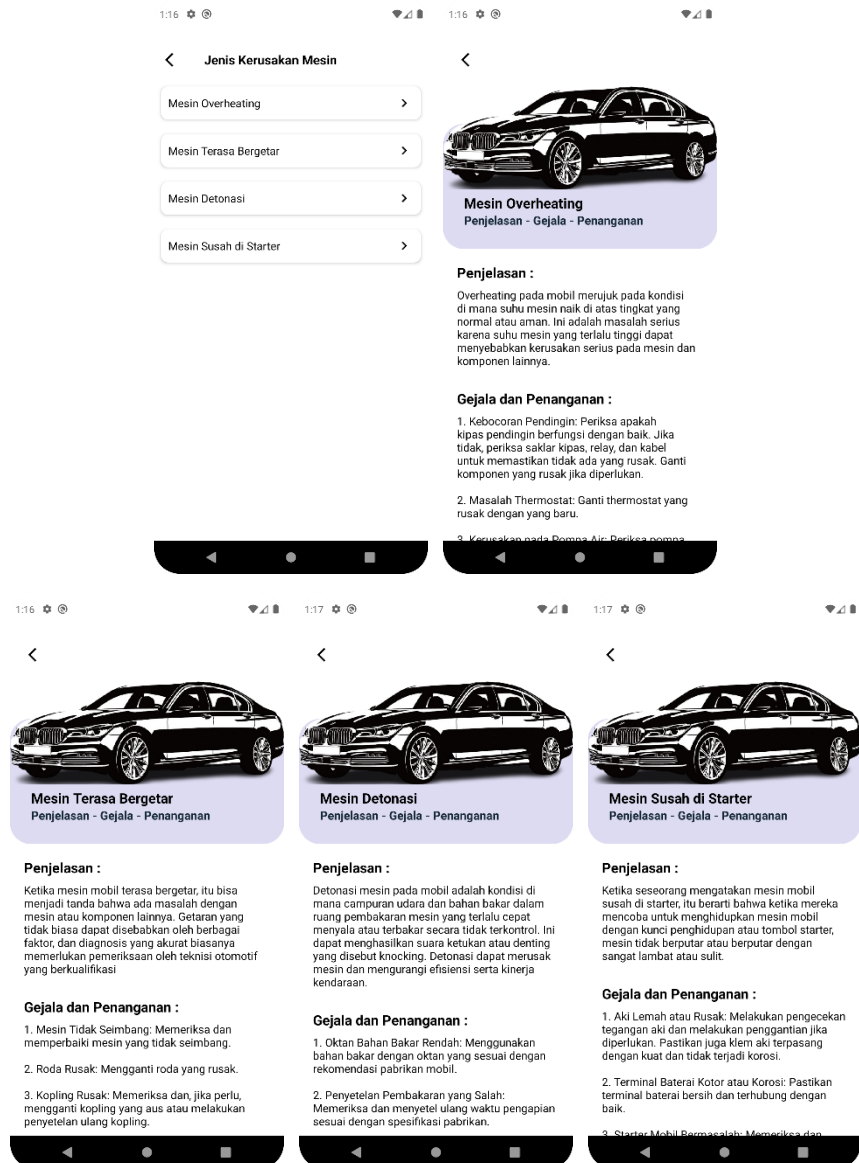 1:16
Jenis Kerusakan Mesin
Mesin Overheating
Mesin Terasa Bergetar
Mesin Detonasi
Mesin Susah di Starter
1:16
Mesin Overheating
Penjelasan - Gejala - Penanganan
Penjelasan :
Overheating pada mobil merujuk pada kondisi
di mana suhu mesin naik di atas tingkat yang
normal atau aman. Ini adalah masalah serius
karena suhu mesin yang terlalu tinggi dapat
menyebabkan kerusakan serius pada mesin dan
komponen lainnya.
Gejala dan Penanganan :
1. Kebocoran Pendingin: Periksa apakah
kipas pendingin berfungsi dengan baik. Jika
tidak, periksa saklar kipas, relay, dan kabel
untuk memastikan tidak ada yang rusak. Ganti
komponen yang rusak jika diperlukan.
2. Masalah Thermostat: Ganti thermostat yang
rusak dengan yang baru.
3. Kerusakan pada Pompa Air: Periksa pompa
1:16
Mesin Terasa Bergetar
Penjelasan - Gejala - Penanganan
Penjelasan :
Ketika mesin mobil terasa bergetar, itu bisa
menjadi tanda bahwa ada masalah dengan
mesin atau komponen lainnya. Getaran yang
tidak biasa dapat disebabkan oleh berbagai
faktor, dan diagnosis yang akurat biasanya
memerlukan pemeriksaan oleh teknisi otomotif
yang berkualifikasi
Gejala dan Penanganan :
1. Mesin Tidak Seimbang: Memeriksa dan
memperbaiki mesin yang tidak seimbang.
2. Roda Rusak: Mengganti roda yang rusak.
3. Kopling Rusak: Memeriksa dan, jika perlu,
mengganti kopling yang aus atau melakukan
penyetelan ulang kopling.
1:17
Mesin Detonasi
Penjelasan - Gejala - Penanganan
Penjelasan :
Detonasi mesin pada mobil adalah kondisi di
mana campuran udara dan bahan bakar dalam
ruang pembakaran mesin yang terlalu cepat
menyala atau terbakar secara tidak terkontrol. Ini
dapat menghasilkan suara ketukan atau denting
yang disebut knocking. Detonasi dapat merusak
mesin dan mengurangi efisiensi serta kinerja
kendaraan.
Gejala dan Penanganan :
1. Oktan Bahan Bakar Rendah: Menggunakan
bahan bakar dengan oktan yang sesuai dengan
rekomendasi pabrikan mobil.
2. Penyetelan Pembakaran yang Salah:
Memeriksa dan menyetel ulang waktu pengapian
sesuai dengan spesifikasi pabrikan.
1:17
Mesin Susah di Starter
Penjelasan - Gejala - Penanganan
Penjelasan :
Ketika seseorang mengatakan mesin mobil
susah di starter, itu berarti bahwa ketika mereka
mencoba untuk menghidupkan mesin mobil
dengan kunci penghidupan atau tombol starter,
mesin tidak berputar atau berputar dengan
sangat lambat atau sulit.
Gejala dan Penanganan :
1. Aki Lemah atau Rusak: Melakukan pengecekan
tegangan aki dan melakukan penggantian jika
diperlukan. Pastikan juga klem aki terpasang
dengan kuat dan tidak terjadi korosi.
2. Terminal Baterai Kotor atau Korosi: Pastikan
terminal baterai bersih dan terhubung dengan
baik.
3. Starter Mobil Bermasalah: Memeriksa dan